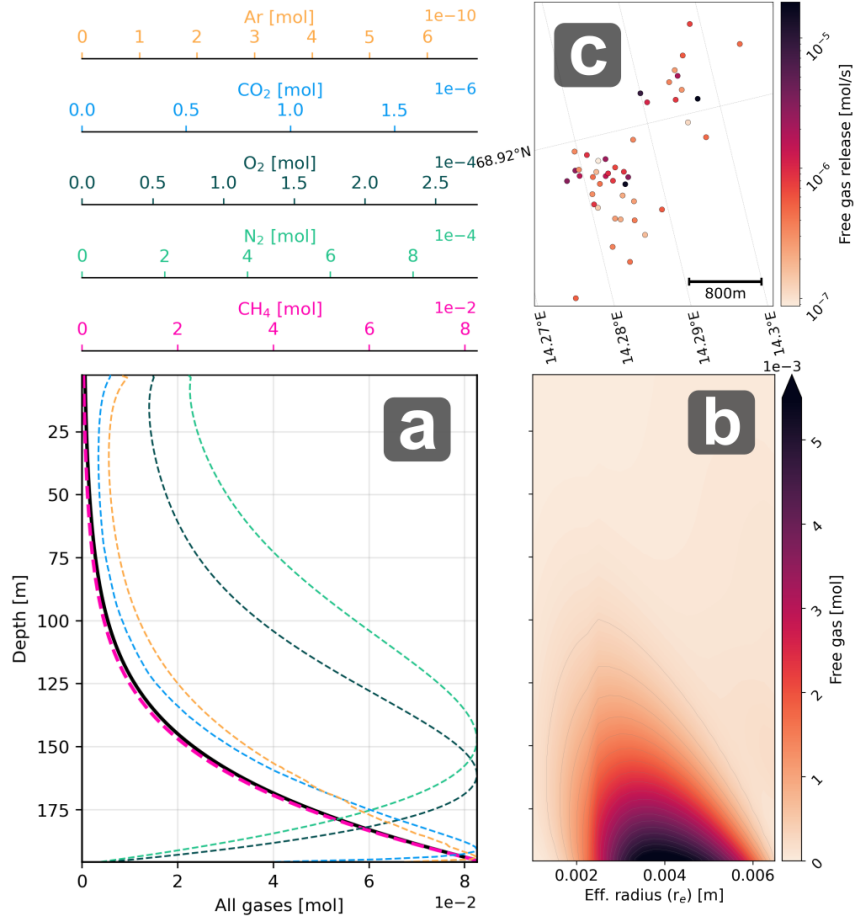 Ar [mol] 1e-10
0 1 2 3 4 5 6
CO₂ [mol] 1e-6
0.0 0.5 1.0 1.5
O₂ [mol] 1e-4
0.0 0.5 1.0 1.5 2.0 2.5
N₂ [mol] 1e-4
0 2 4 6 8
CH₄ [mol] 1e-2
0 2 4 6 8
a
Depth [m]
25
50
75
100
125
150
175
0 2 4 6 8
All gases [mol] 1e-2
c
68.92°N
800m
14.27°E 14.28°E 14.29°E 14.3°E
10⁻⁵
10⁻⁶
10⁻⁷
Free gas release [mol/s]
b
1e-3
5
4
3
2
1
0
Free gas [mol]
0.002 0.004 0.006
Eff. radius (rₑ) [m]